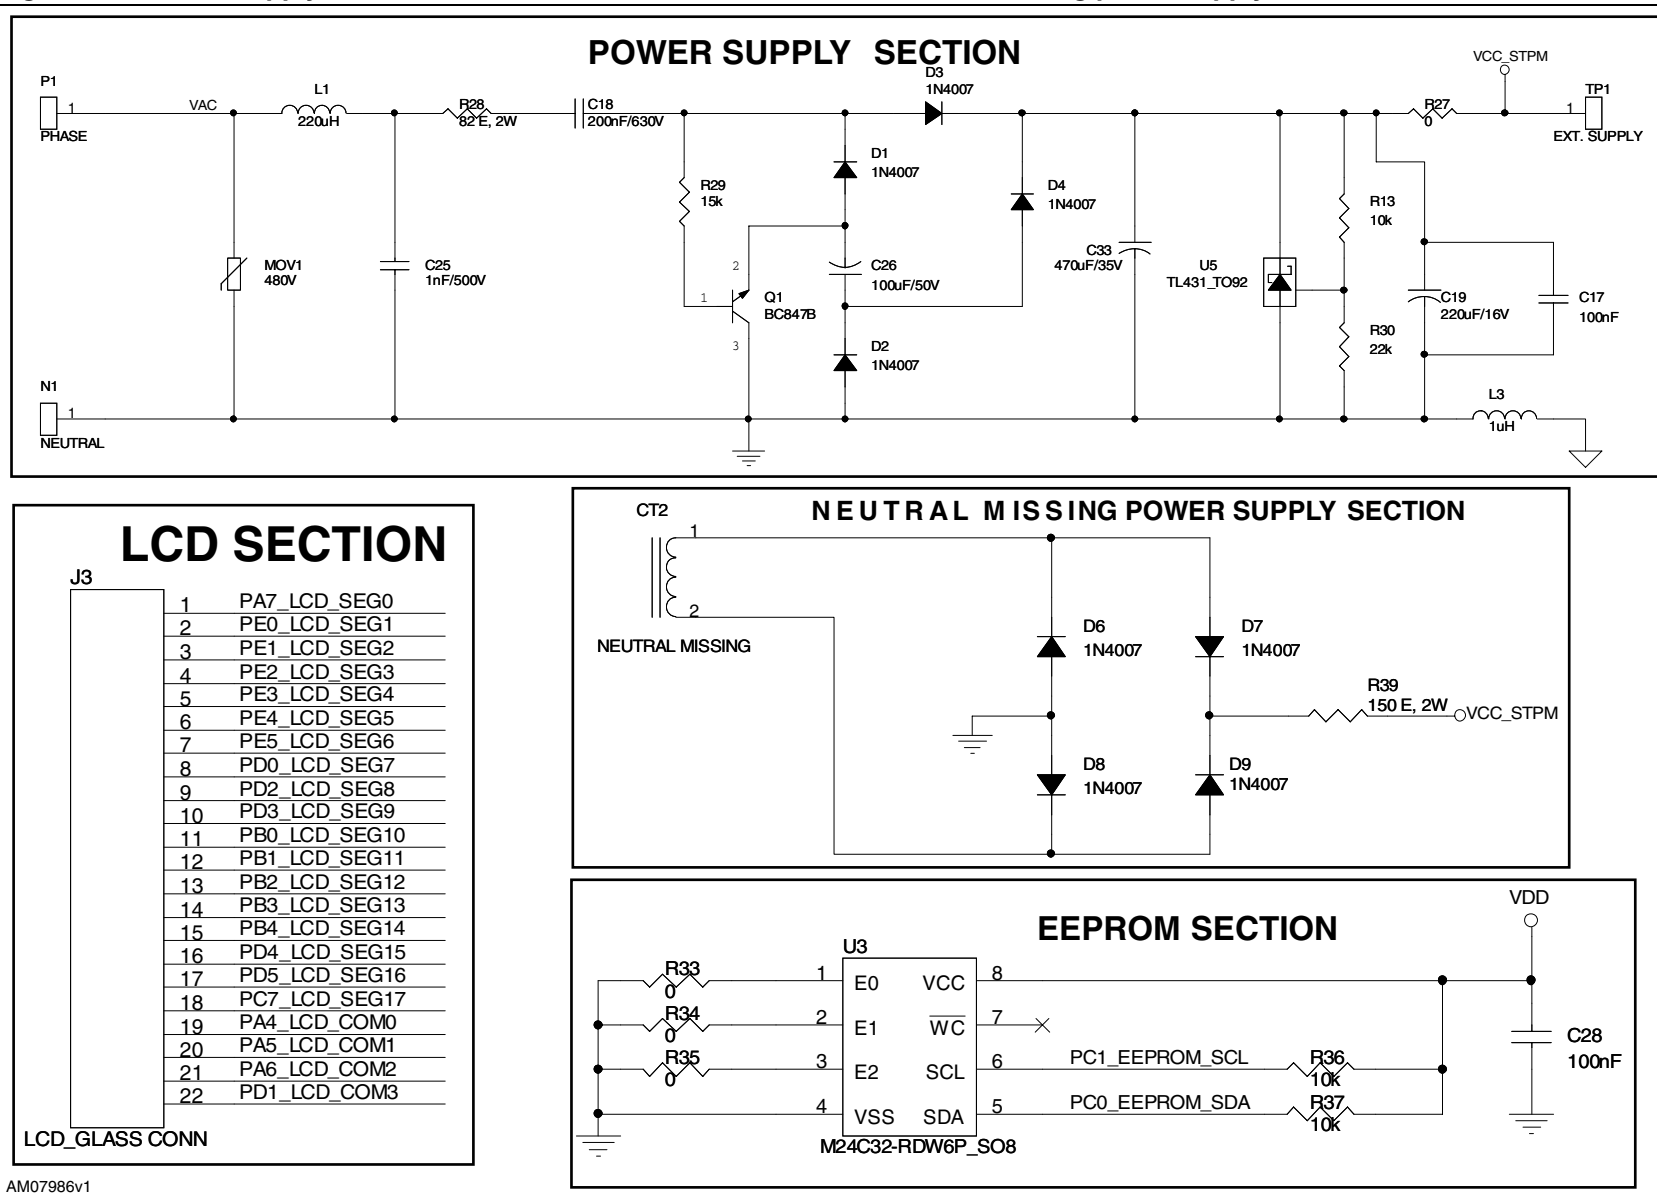 POWER SUPPLY SECTION
VCC_STPM
P1
1
PHASE
VAC
L1
220uH
R28
82 E, 2W
C18
200nF/630V
D3
1N4007
R27
0
TP1
1
EXT. SUPPLY
D1
1N4007
R29
15k
D4
1N4007
R13
10k
MOV1
480V
C25
1nF/500V
2
1
3
Q1
BC847B
C26
100uF/50V
C33
470uF/35V
U5
TL431_TO92
C19
220uF/16V
C17
100nF
R30
22k
D2
1N4007
N1
1
NEUTRAL
L3
1uH
LCD SECTION
J3
1 PA7_LCD_SEG0
2 PE0_LCD_SEG1
3 PE1_LCD_SEG2
4 PE2_LCD_SEG3
5 PE3_LCD_SEG4
6 PE4_LCD_SEG5
7 PE5_LCD_SEG6
8 PD0_LCD_SEG7
9 PD2_LCD_SEG8
10 PD3_LCD_SEG9
11 PB0_LCD_SEG10
12 PB1_LCD_SEG11
13 PB2_LCD_SEG12
14 PB3_LCD_SEG13
15 PB4_LCD_SEG14
16 PD4_LCD_SEG15
17 PD5_LCD_SEG16
18 PC7_LCD_SEG17
19 PA4_LCD_COM0
20 PA5_LCD_COM1
21 PA6_LCD_COM2
22 PD1_LCD_COM3
LCD_GLASS CONN
NEUTRAL MISSING POWER SUPPLY SECTION
CT2
1
2
NEUTRAL MISSING
D6
1N4007
D7
1N4007
R39
150 E, 2W
VCC_STPM
D8
1N4007
D9
1N4007
EEPROM SECTION
VDD
U3
R33
0
1 E0
VCC 8
R34
0
2 E1
WC 7
R35
0
3 E2
SCL 6
PC1_EEPROM_SCL
R36
10k
4 VSS
SDA 5
PC0_EEPROM_SDA
R37
10k
C28
100nF
M24C32-RDW6P_SO8
AM07986v1